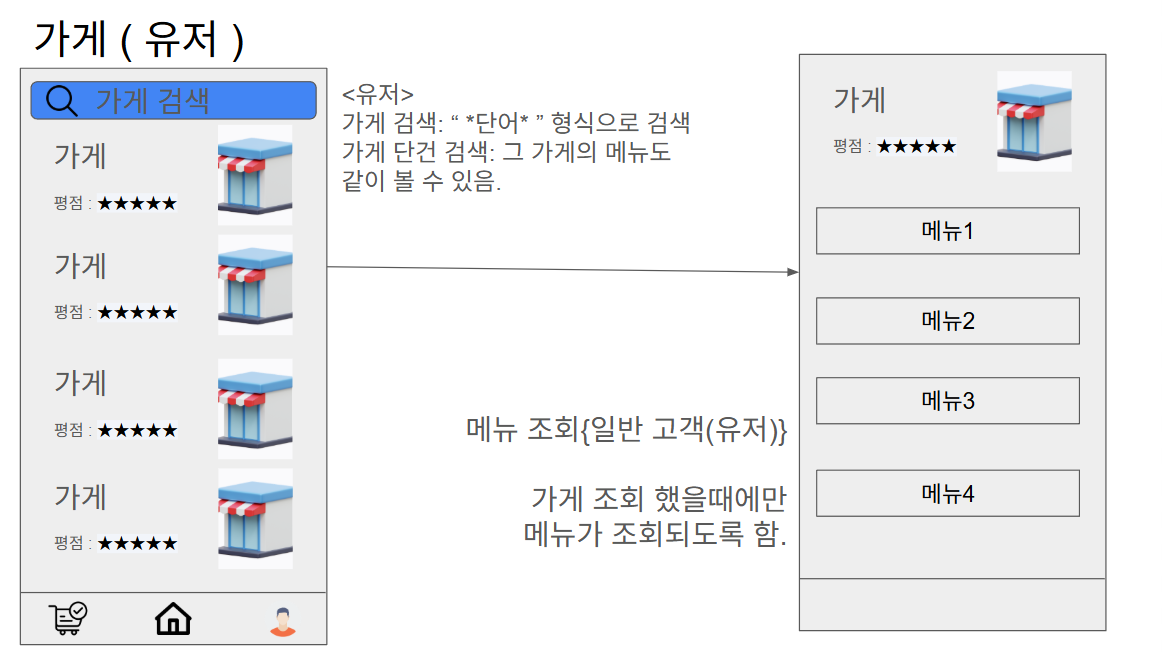 가게 ( 유저 )
가게 검색
가게
평점 : ★★★★★
가게
평점 : ★★★★★
가게
평점 : ★★★★★
가게
평점 : ★★★★★
<유저>
가게 검색: “ *단어* ” 형식으로 검색
가게 단건 검색: 그 가게의 메뉴도
같이 볼 수 있음.
메뉴 조회{일반 고객(유저)}
가게 조회 했을때에만
메뉴가 조회되도록 함.
가게
평점 : ★★★★★
메뉴1
메뉴2
메뉴3
메뉴4